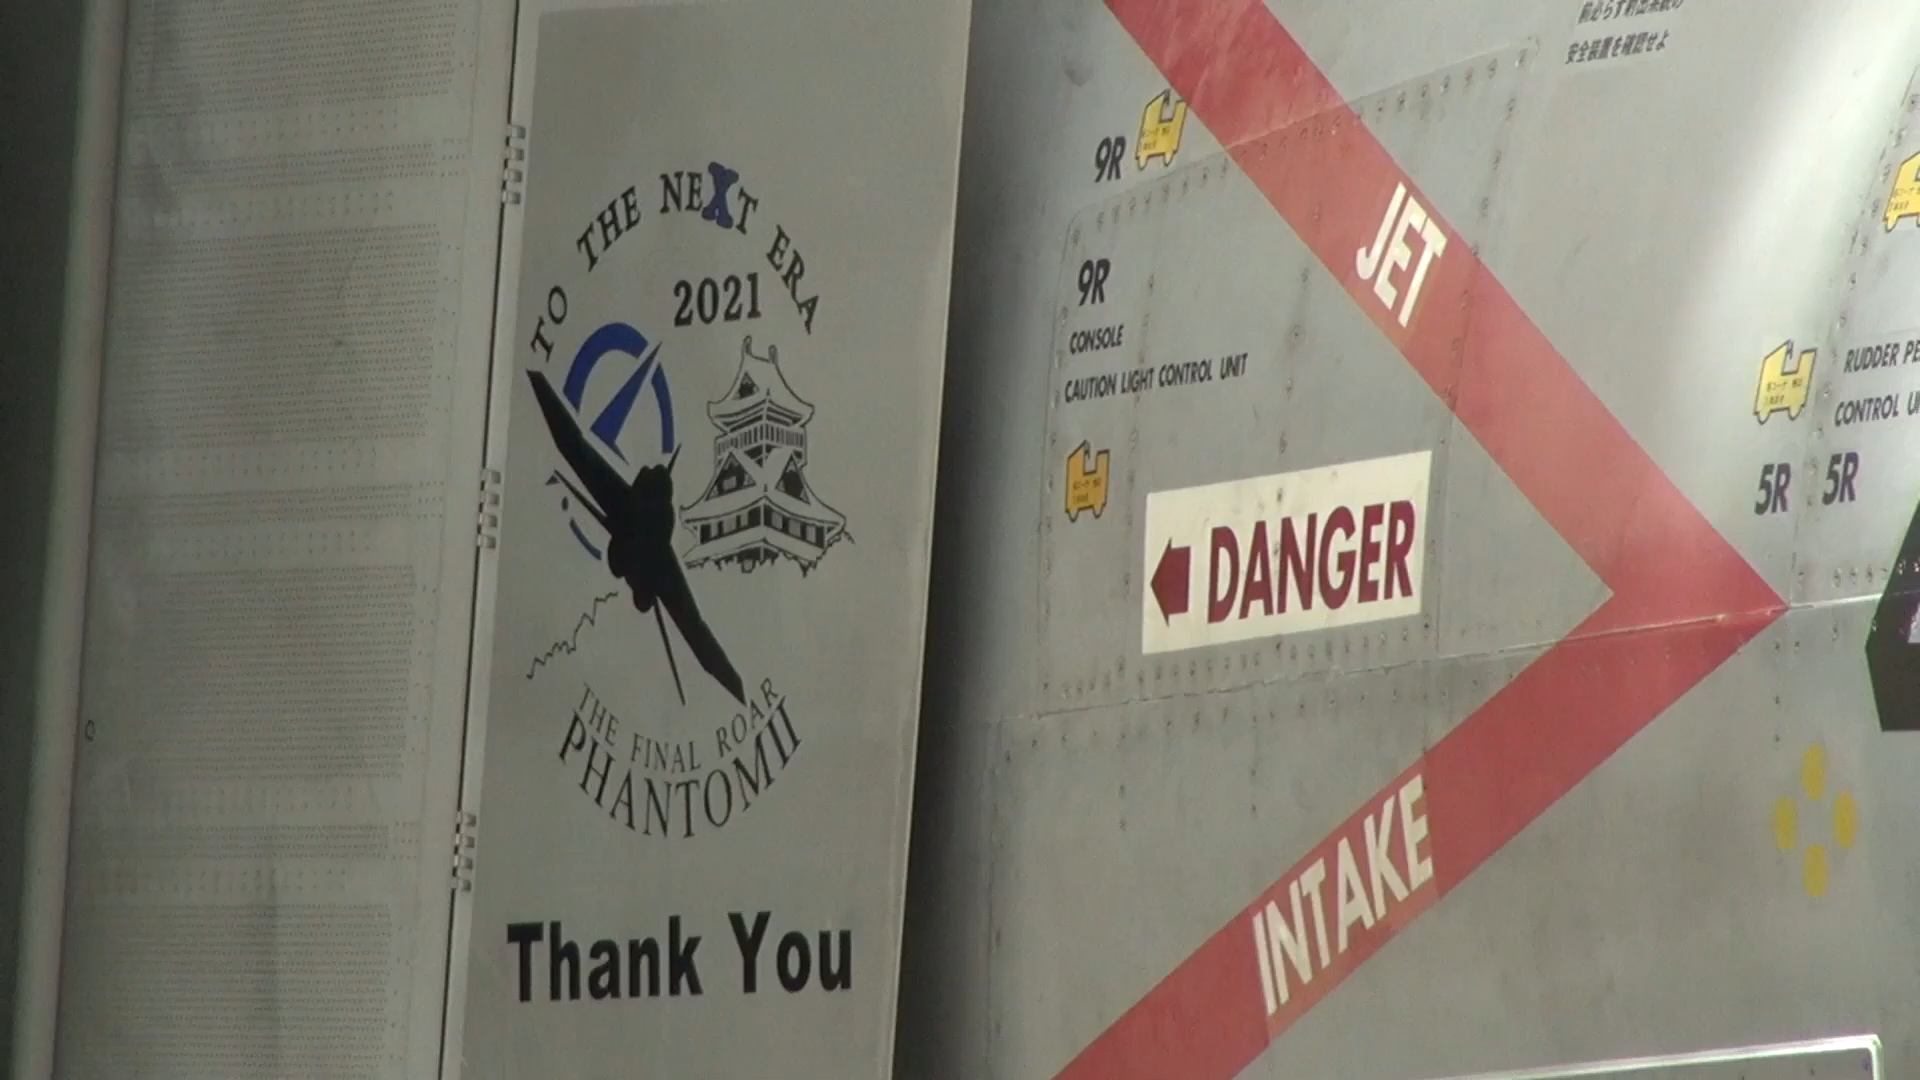 TO THE NEXT ERA
2021
THE FINAL ROAR
PHANTOMII
Thank You
安全装置を確認せよ
9R
9R
CONSOLE
CAUTION LIGHT CONTROL UNIT
JET
DANGER
INTAKE
RUDDER
CONTROL
5R
5R